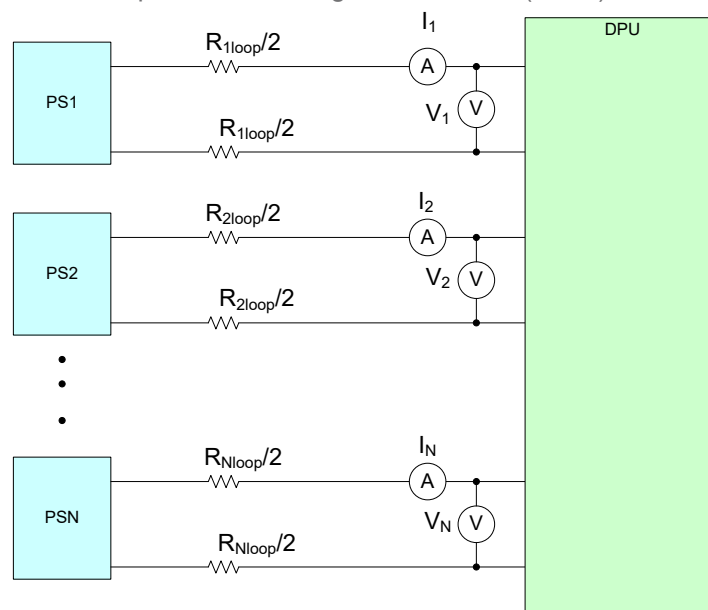 DPU
I1
R1loop/2
A
PS1
V1
V
R1loop/2
I2
R2loop/2
A
PS2
V2
V
R2loop/2
IN
RNloop/2
A
PSN
VN
V
RNloop/2